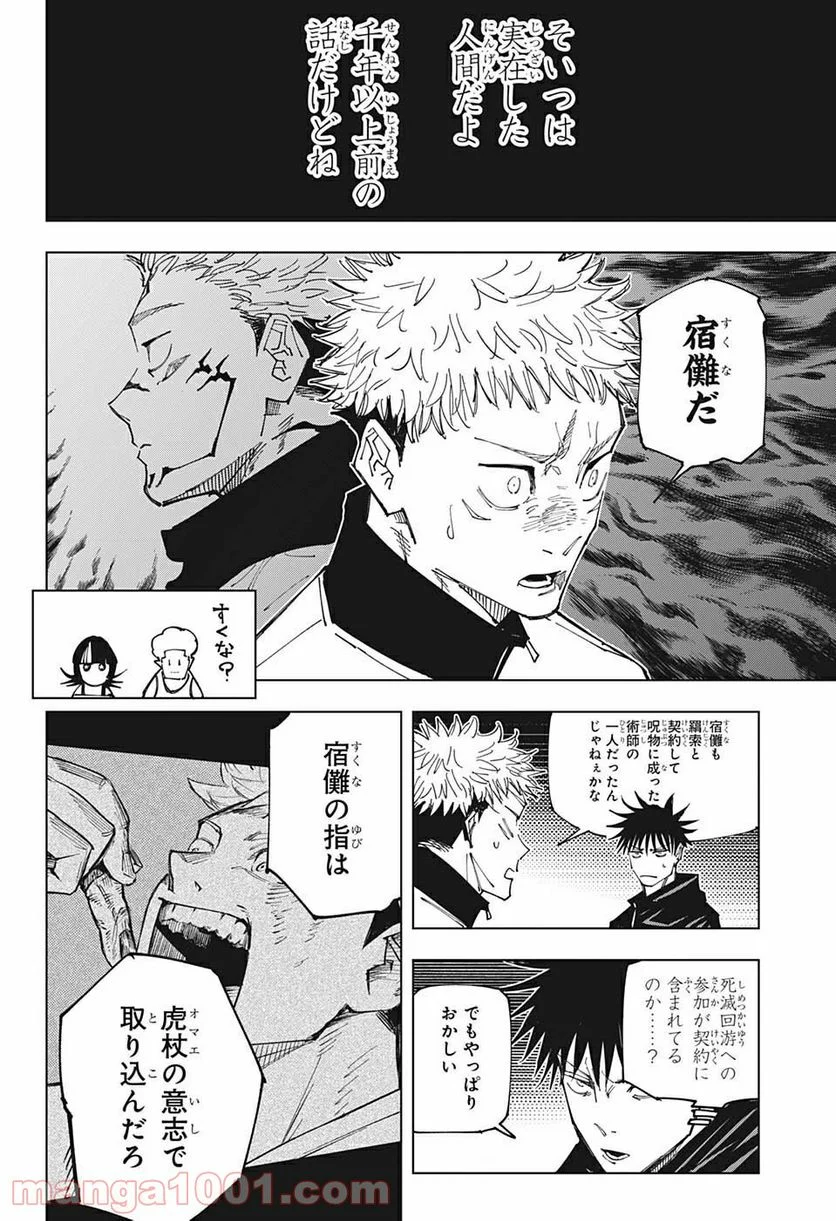 そいつは
実在した
人間だよ
千年以上前の
話だけどね
宿儺だ
すくな？
宿儺も
羂索と
契約して
呪物に成った
術師の
一人だったん
じゃねぇかな
死滅回游への
参加が契約に
含まれてる
のか……？
でもやっぱり
おかしい
宿儺の指は
虎杖の意志で
取り込んだろ
manga1001.com